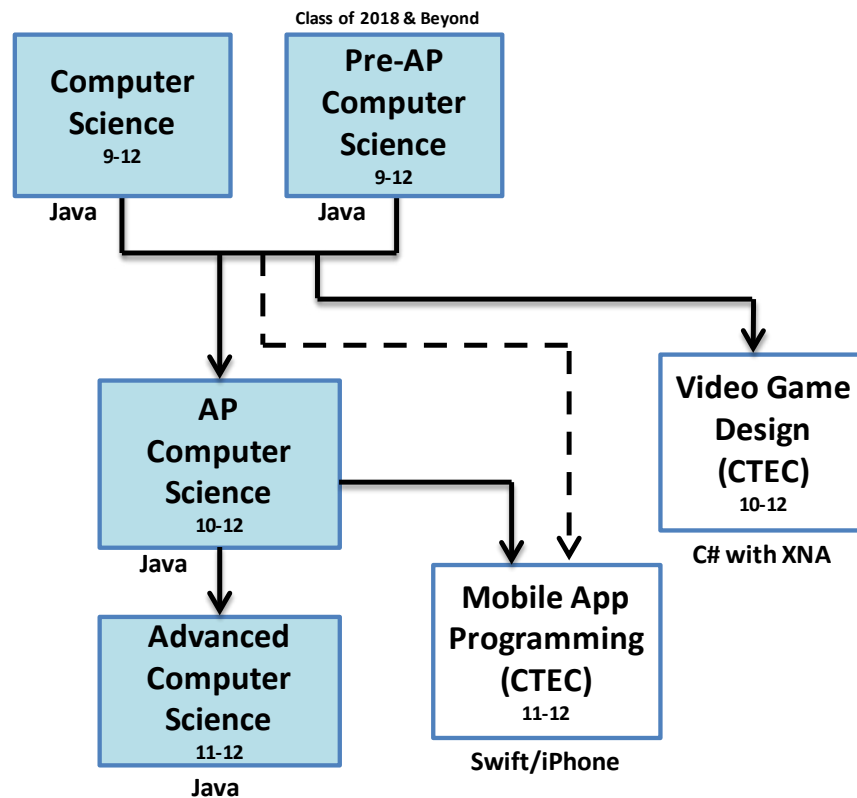 Class of 2018 & Beyond
Computer
Science
9-12
Java
Pre-AP
Computer
Science
9-12
Java
AP
Computer
Science
10-12
Java
Video Game
Design
(CTEC)
10-12
C# with XNA
Advanced
Computer
Science
11-12
Java
Mobile App
Programming
(CTEC)
11-12
Swift/iPhone